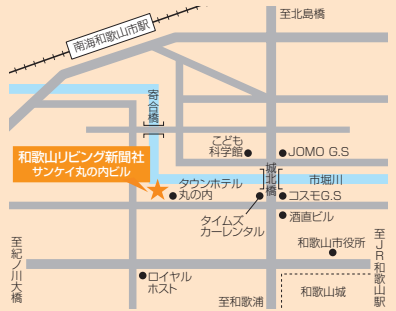 至北島橋
南海和歌山市駅
寄合橋
こども
科学館
JOMO G.S
和歌山リビング新聞社
サンケイ丸の内ビル
城北橋
市堀川
タウンホテル
丸の内
コスモG.S
酒直ビル
タイムズ
カーレンタル
至紀ノ川大橋
和歌山市役所
至JR和歌山駅
ロイヤル
ホスト
和歌山城
至和歌浦